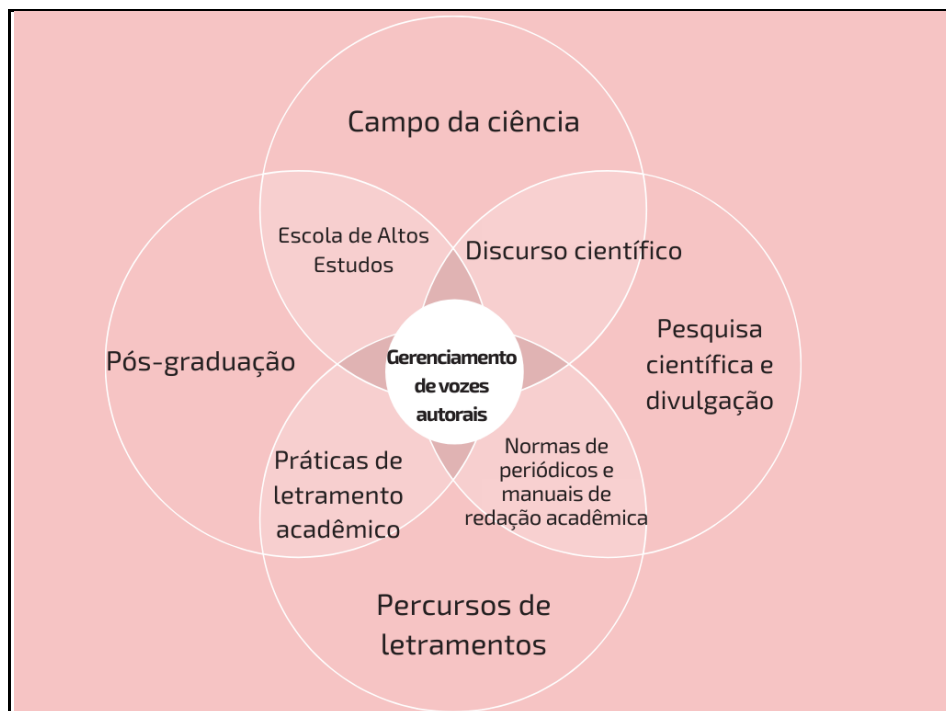 Campo da ciência
Escola de Altos
Estudos
Discurso científico
Pós-graduação
Gerenciamento
de vozes
autorais
Pesquisa
científica e
divulgação
Práticas de
letramento
acadêmico
Normas de
periódicos e
manuais de
redação acadêmica
Percursos de
letramentos